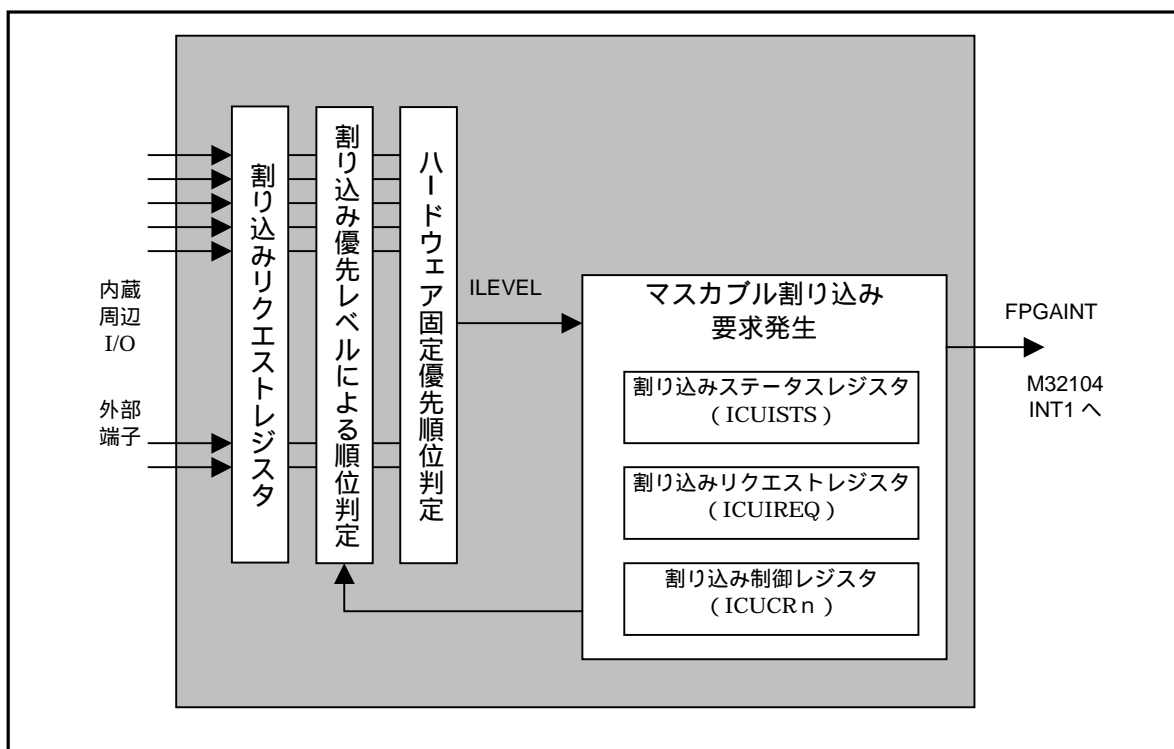 内蔵
周辺
I/O
外部
端子
割り込みリクエストレジスタ
割り込み優先レベルによる順位判定
ハードウェア固定優先順位判定
ILEVEL
マスカブル割り込み
要求発生
割り込みステータスレジスタ
(ICUISTS)
割り込みリクエストレジスタ
(ICUIREQ)
割り込み制御レジスタ
(ICUCRn)
FPGAINT
M32104
INT1 へ